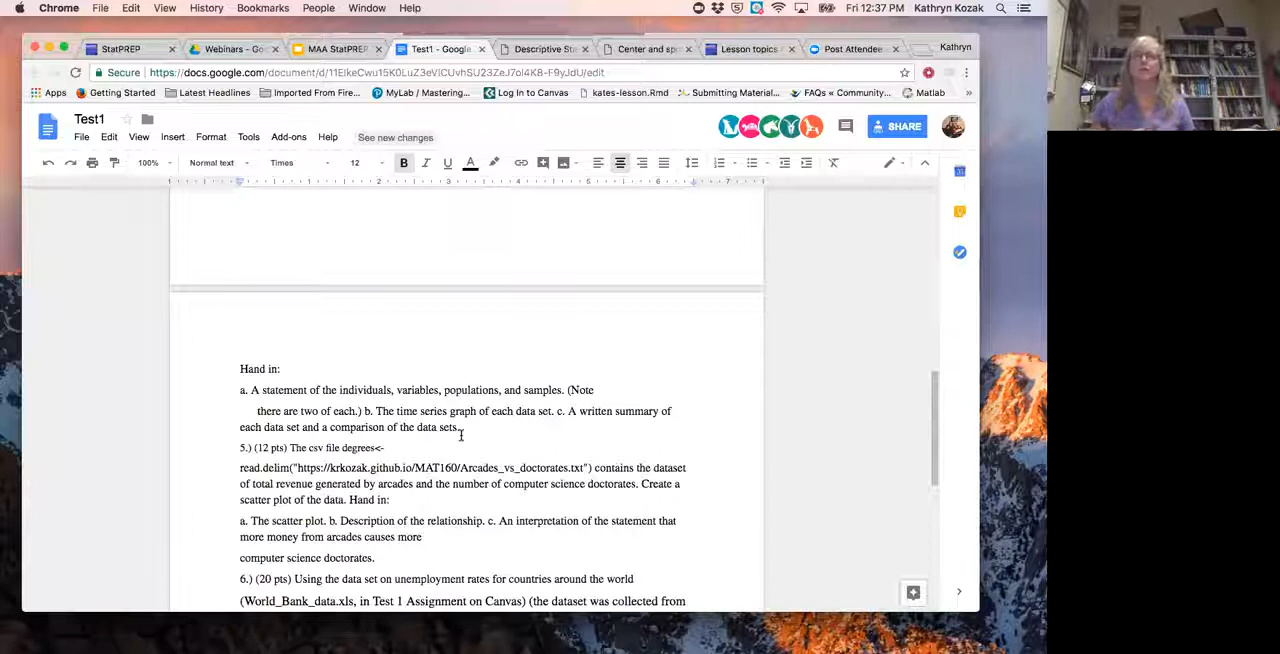 Chrome File Edit View History Bookmarks People Window Help Fri 12:37 PM Kathryn Kozak
StatPREP Webinars - Go MAA StatPREP Test1 - Google Descriptive Sta Center and spr Lesson topics Post Attendee Kathryn
Secure https://docs.google.com/document/d/
Apps Getting Started Latest Headlines Imported From Fire... MyLab / Mastering... Log In to Canvas kates-lesson.Rmd Submitting Material... FAQs « Community... Matlab »
Test1
File Edit View Insert Format Tools Add-ons Help See new changes SHARE
100% Normal text Times 12 B I U A
1 1 2 3 4 5 6 7
Hand in:
a. A statement of the individuals, variables, populations, and samples. (Note
there are two of each.) b. The time series graph of each data set. c. A written summary of
each data set and a comparison of the data sets.
5.) (12 pts) The csv file degrees<-
read.delim("https://krkozak.github.io/MAT160/Arcades_vs_doctorates.txt") contains the dataset
of total revenue generated by arcades and the number of computer science doctorates. Create a
scatter plot of the data. Hand in:
a. The scatter plot. b. Description of the relationship. c. An interpretation of the statement that
more money from arcades causes more
computer science doctorates.
6.) (20 pts) Using the data set on unemployment rates for countries around the world
(World_Bank_data.xls, in Test 1 Assignment on Canvas) (the dataset was collected from